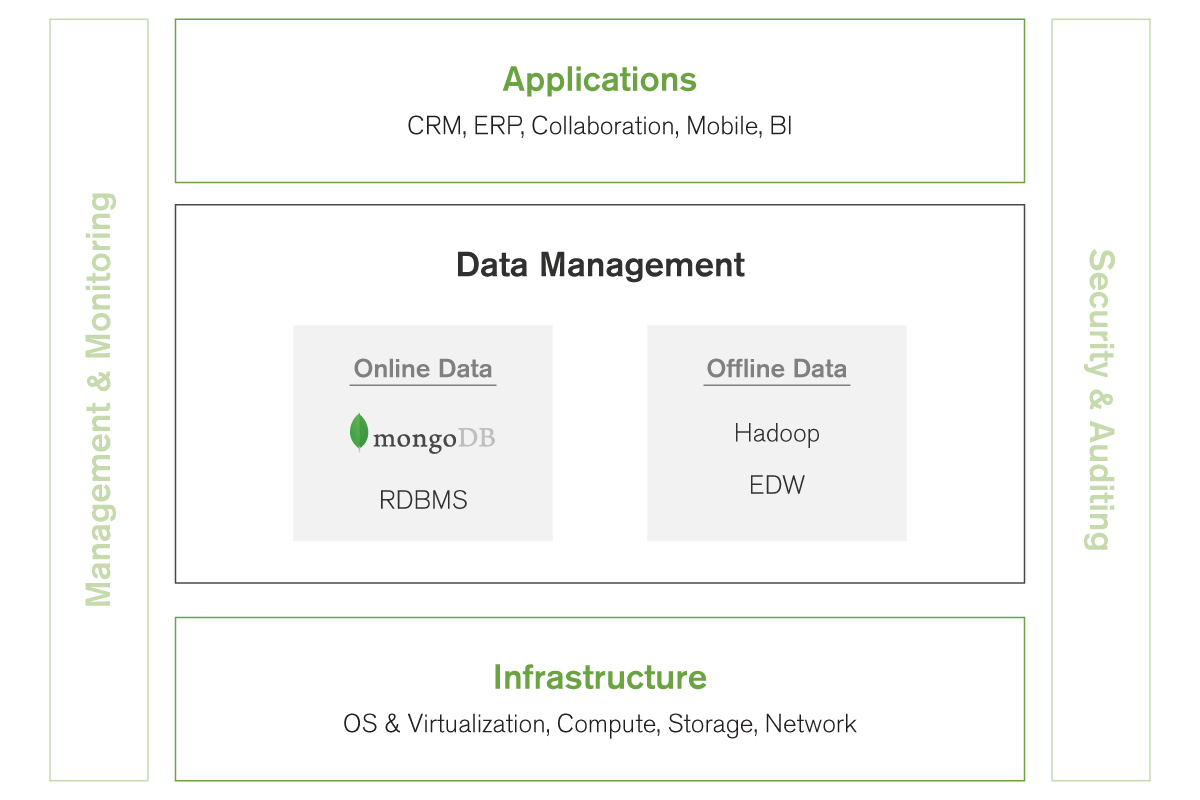 Management & Monitoring
Applications
CRM, ERP, Collaboration, Mobile, BI
Data Management
Online Data
mongoDB
RDBMS
Offline Data
Hadoop
EDW
Infrastructure
OS & Virtualization, Compute, Storage, Network
Security & Auditing